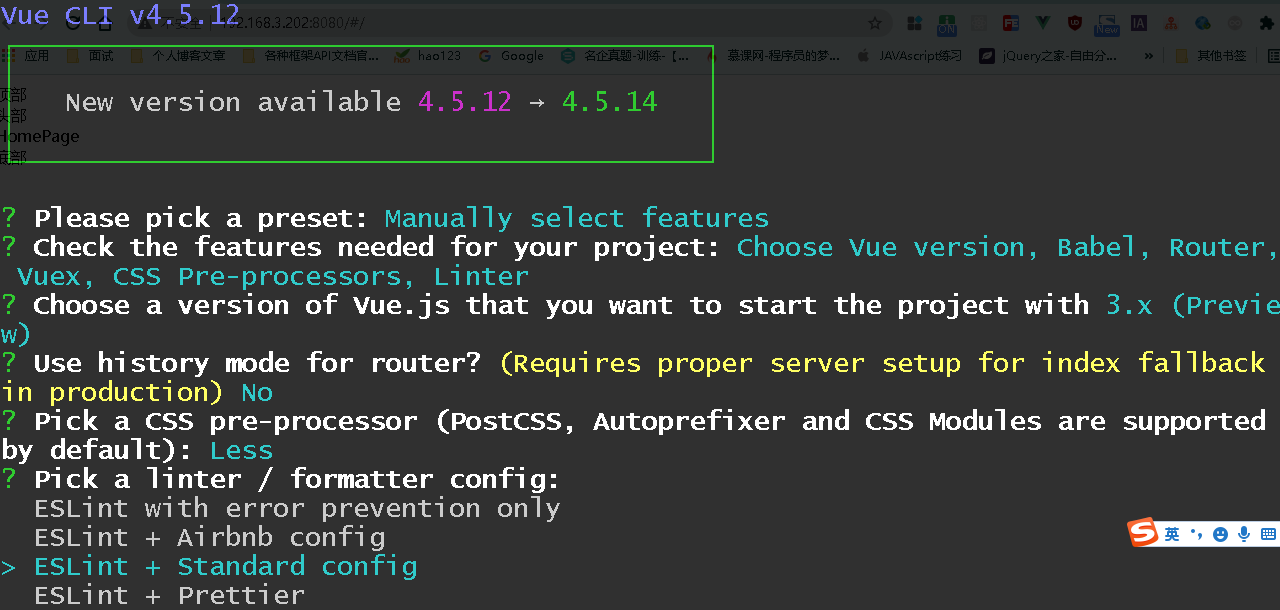 Vue CLI v4.5.12
192.168.3.202:8080/#/
应用 面试 个人博客文章 各种框架API文档官... hao123 Google 名企真题-训练-【... 慕课网-程序员的梦... JAVAscript练习 jQuery之家-自由分... » 其他书签
New version available 4.5.12 → 4.5.14
顶部
头部
HomePage
底部
? Please pick a preset: Manually select features
? Check the features needed for your project: Choose Vue version, Babel, Router,
Vuex, CSS Pre-processors, Linter
? Choose a version of Vue.js that you want to start the project with 3.x (Previe
w)
? Use history mode for router? (Requires proper server setup for index fallback
in production) No
? Pick a CSS pre-processor (PostCSS, Autoprefixer and CSS Modules are supported
by default): Less
? Pick a linter / formatter config:
ESLint with error prevention only
ESLint + Airbnb config
> ESLint + Standard config
ESLint + Prettier
英